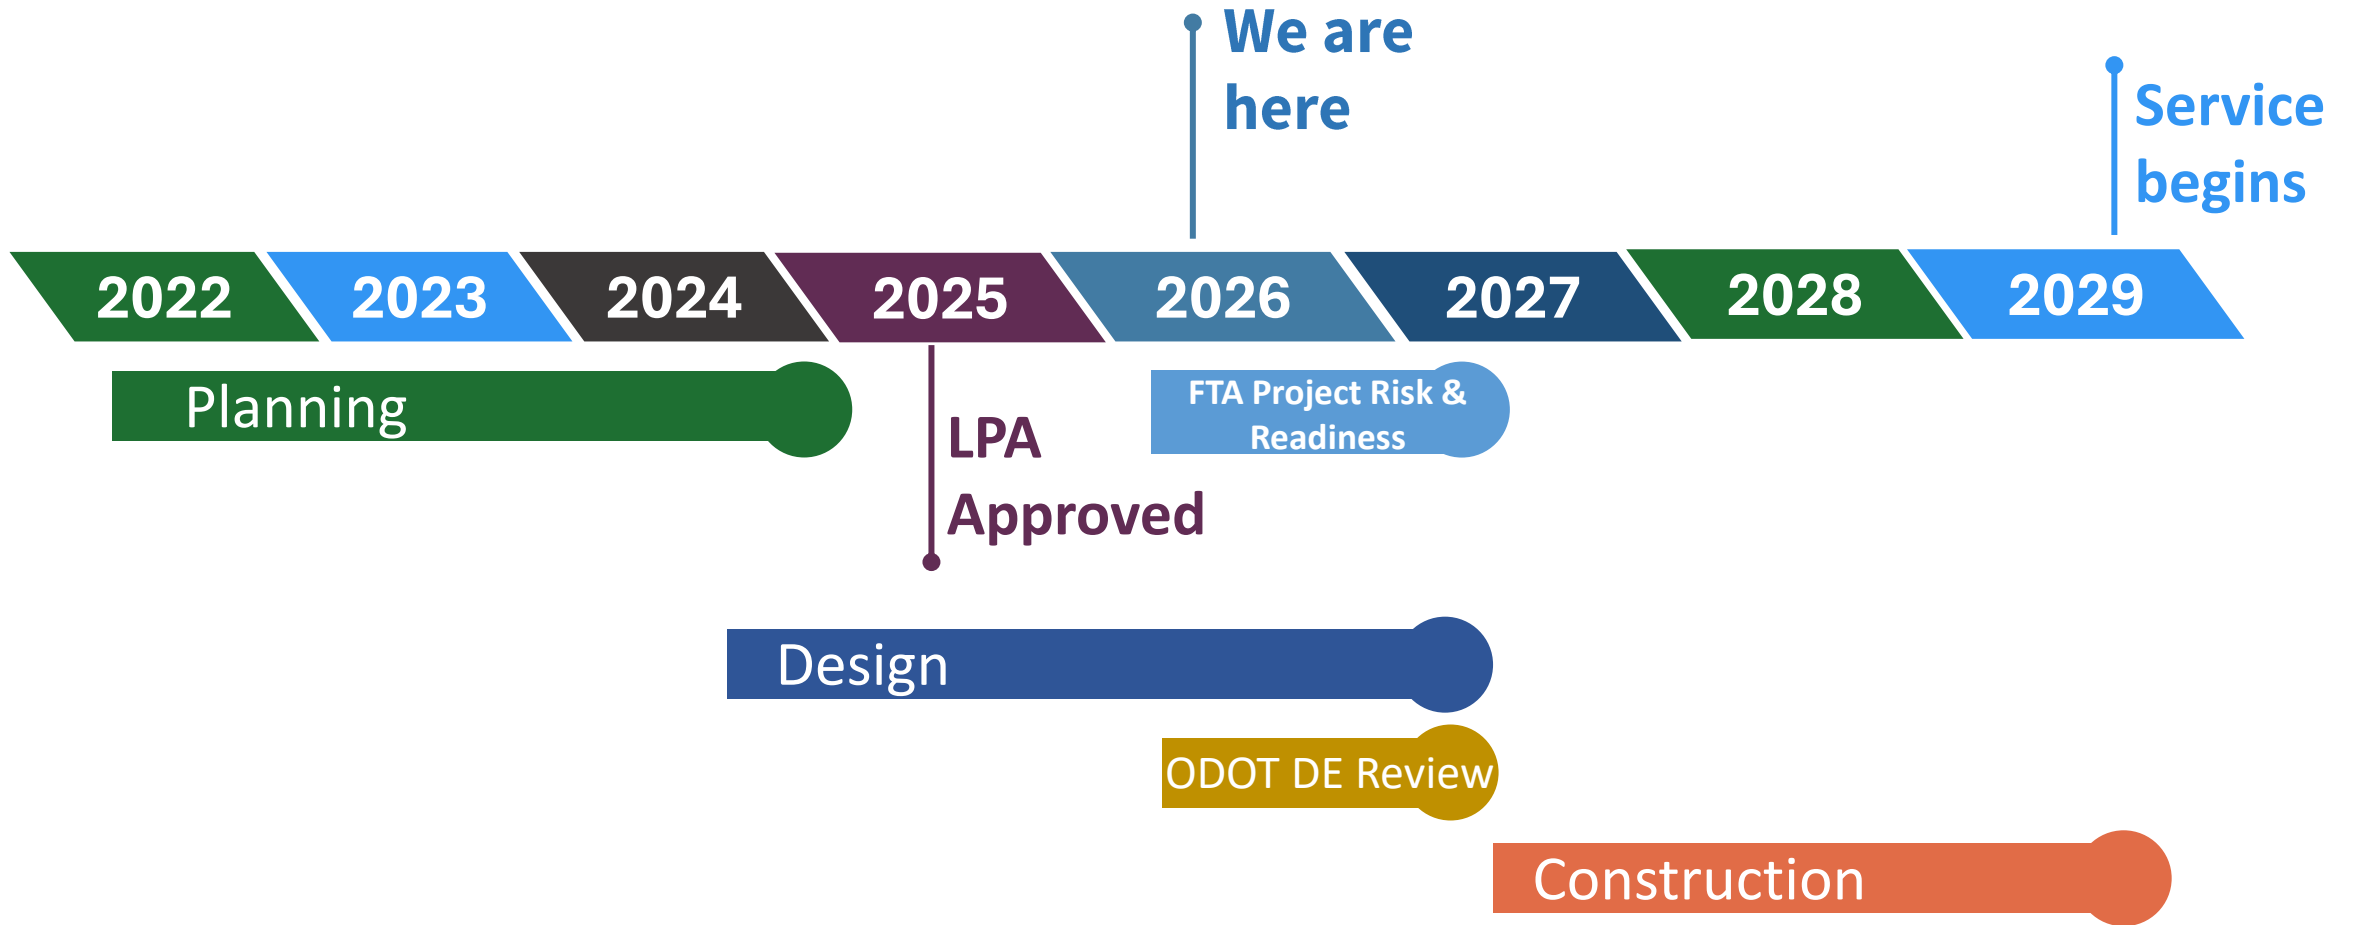 We are
here
Service
begins
2022
2023
2024
2025
2026
2027
2028
2029
Planning
FTA Project Risk &
Readiness
LPA
Approved
Design
ODOT DE Review
Construction